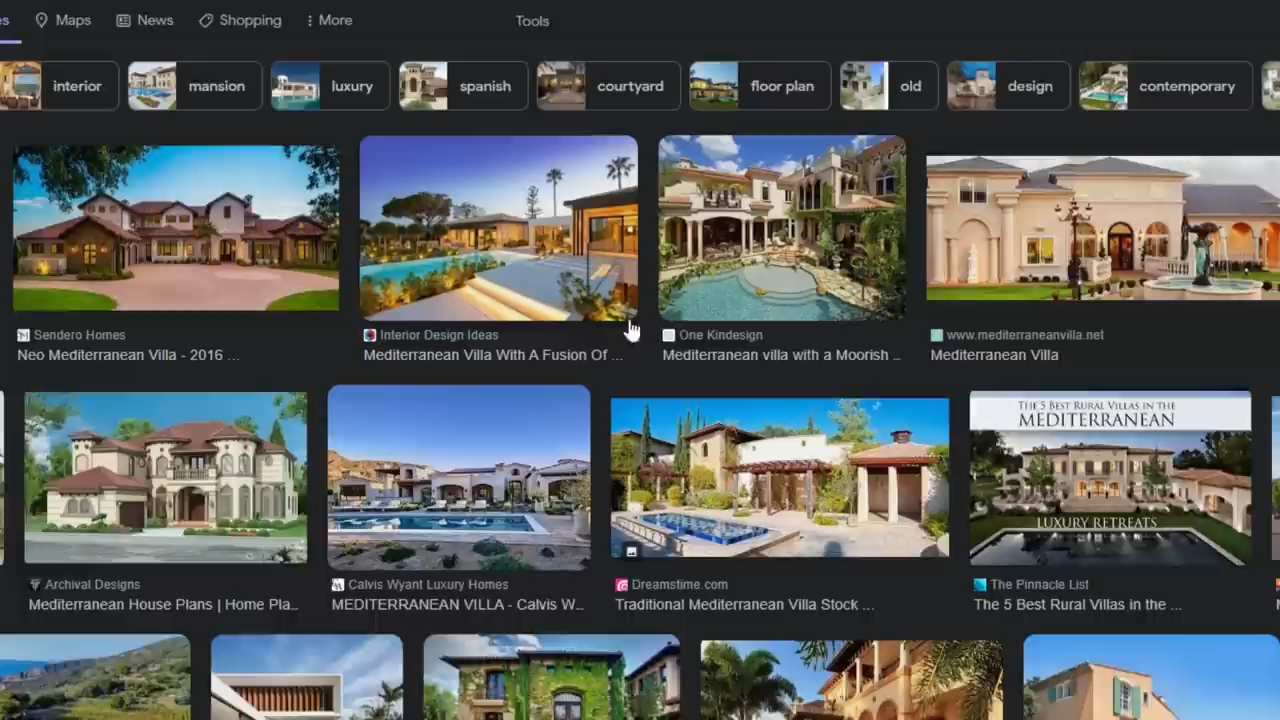 es
Maps
News
Shopping
More
Tools
interior
mansion
luxury
spanish
courtyard
floor plan
old
design
contemporary
Sendero Homes
Neo Mediterranean Villa - 2016 ...
Interior Design Ideas
Mediterranean Villa With A Fusion Of ...
One Kindesign
Mediterranean villa with a Moorish ...
www.mediterraneanvilla.net
Mediterranean Villa
THE 5 BEST RURAL VILLAS IN THE
MEDITERRANEAN
LUXURY RETREATS
Archival Designs
Mediterranean House Plans | Home Pla...
Calvis Wyant Luxury Homes
MEDITERRANEAN VILLA - Calvis W...
Dreamstime.com
Traditional Mediterranean Villa Stock ...
The Pinnacle List
The 5 Best Rural Villas in the ...